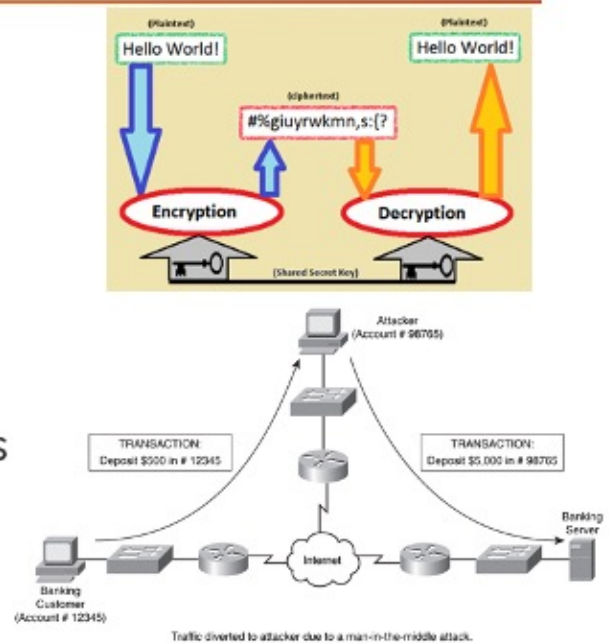 (Plaintext)
Hello World!
(Plaintext)
Hello World!
(ciphertext)
#%giuyrwkmn,s:{?
Encryption
Decryption
(Shared Secret Key)
Attacker
(Account # 98765)
S
TRANSACTION:
Deposit $500 in # 12345
TRANSACTION:
Deposit $5,000 in # 98765
Banking
Server
Internet
Banking
Customer
(Account # 12345)
Traffic diverted to attacker due to a man-in-the-middle attack.